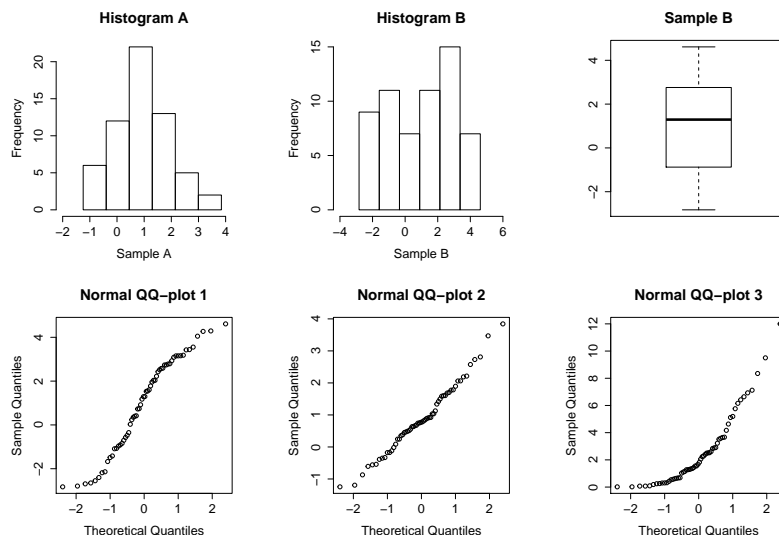 Histogram A
Frequency
0 5 10 15 20
−2 −1 0 1 2 3 4
Sample A
Histogram B
Frequency
0 5 10 15
−4 −2 0 2 4 6
Sample B
Sample B
−2 0 2 4
Normal QQ−plot 1
Sample Quantiles
−2 0 2 4
−2 −1 0 1 2
Theoretical Quantiles
Normal QQ−plot 2
Sample Quantiles
−1 0 1 2 3 4
−2 −1 0 1 2
Theoretical Quantiles
Normal QQ−plot 3
Sample Quantiles
0 2 4 6 8 10 12
−2 −1 0 1 2
Theoretical Quantiles